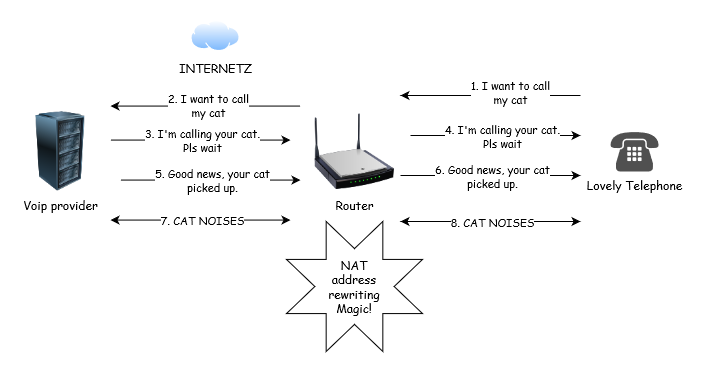 INTERNETZ
1. I want to call
my cat
2. I want to call
my cat
3. I'm calling your cat.
Pls wait
4. I'm calling your cat.
Pls wait
5. Good news, your cat
picked up.
6. Good news, your cat
picked up.
Voip provider
Router
Lovely Telephone
7. CAT NOISES
8. CAT NOISES
NAT
address
rewriting
Magic!